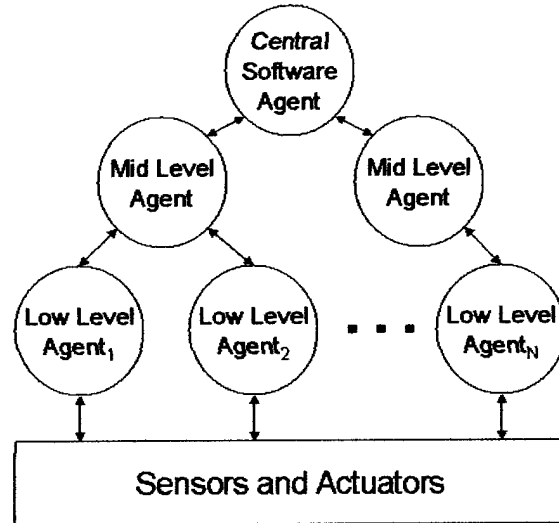 Central
Software
Agent
Mid Level
Agent
Mid Level
Agent
Low Level
Agent₁
Low Level
Agent₂
Low Level
Agent_N
Sensors and Actuators